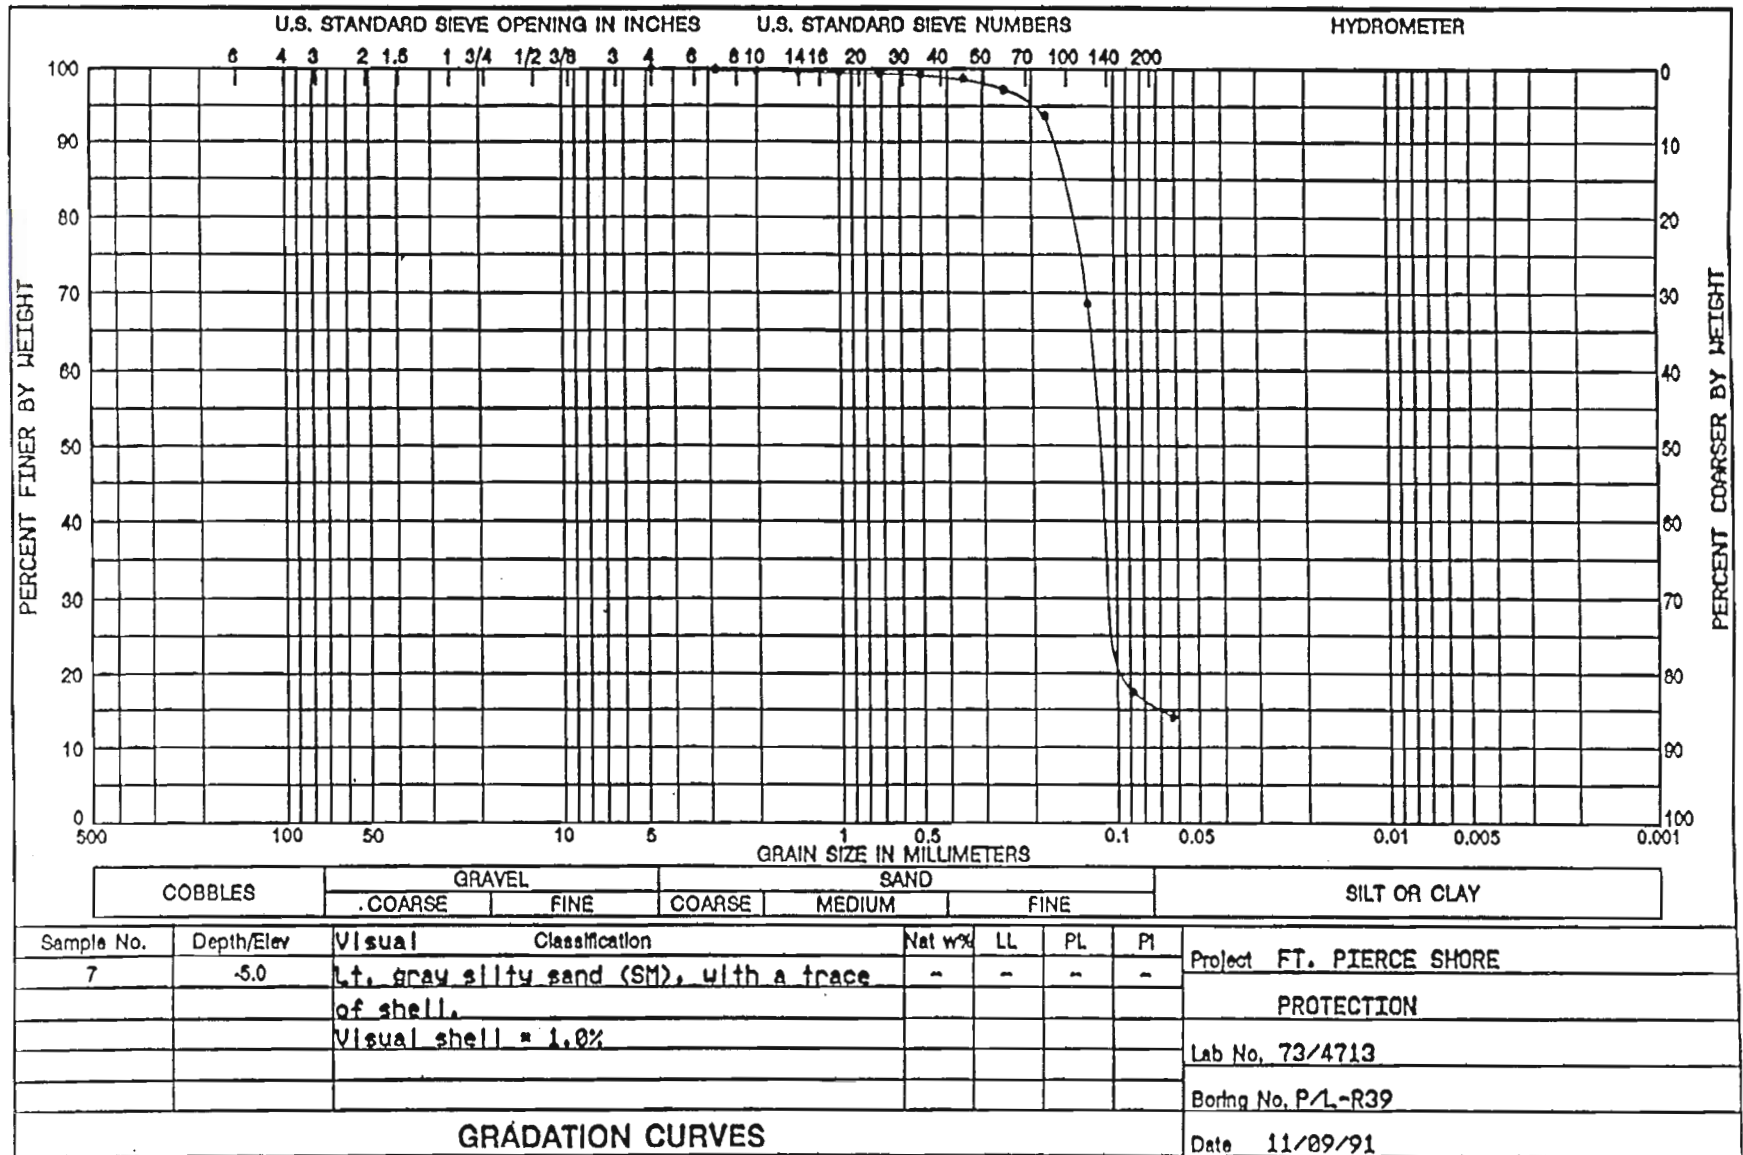 U.S. STANDARD SIEVE OPENING IN INCHES U.S. STANDARD SIEVE NUMBERS HYDROMETER
6 4 3 2 1.5 1 3/4 1/2 3/8 3 4 6 8 10 14 16 20 30 40 50 70 100 140 200
100 0
90 10
80 20
70 30
60 40
50 50
40 60
30 70
20 80
10 90
0 100
PERCENT FINER BY WEIGHT
PERCENT COARSER BY WEIGHT
500 100 50 10 5 1 0.5 0.1 0.05 0.01 0.005 0.001
GRAIN SIZE IN MILLIMETERS
COBBLES GRAVEL SAND SILT OR CLAY
COARSE FINE COARSE MEDIUM FINE
Sample No. Depth/Elev Visual Classification Nat w% LL PL PI
7 -5.0 Lt. gray silty sand (SM), with a trace - - - -
of shell.
Visual shell = 1.0%
Project FT. PIERCE SHORE
PROTECTION
Lab No. 73/4713
Boring No. P/L-R39
Date 11/09/91
GRADATION CURVES